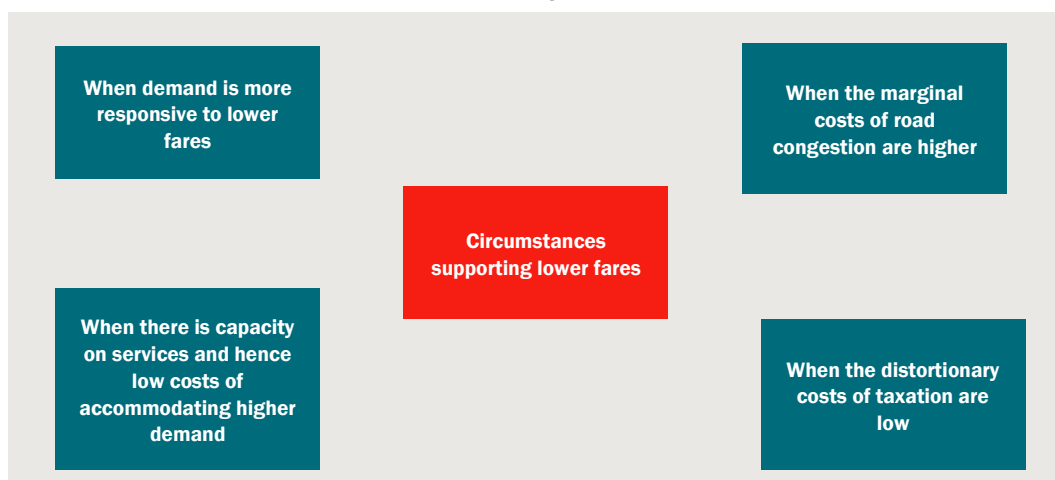 When demand is more
responsive to lower
fares
When the marginal
costs of road
congestion are higher
Circumstances
supporting lower fares
When there is capacity
on services and hence
low costs of
accommodating higher
demand
When the distortionary
costs of taxation are
low